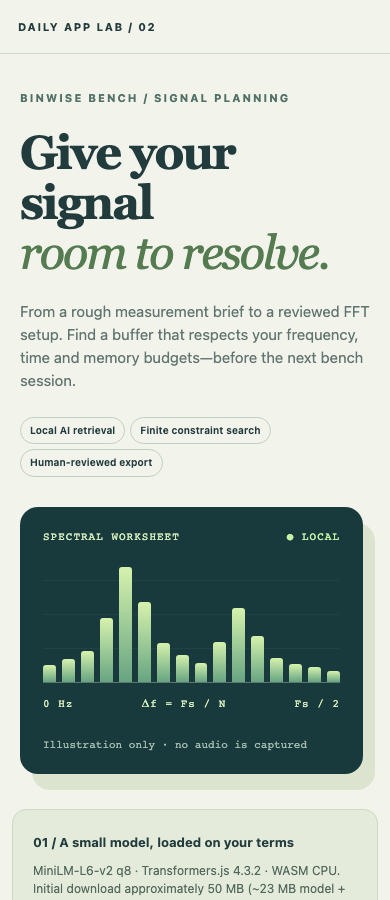 DAILY APP LAB / 02
BINWISE BENCH / SIGNAL PLANNING
Give your
signal
room to resolve.
From a rough measurement brief to a reviewed FFT
setup. Find a buffer that respects your frequency,
time and memory budgets—before the next bench
session.
Local AI retrieval
Finite constraint search
Human-reviewed export
SPECTRAL WORKSHEET ● LOCAL
0 Hz Δf = Fs / N Fs / 2
Illustration only · no audio is captured
01 / A small model, loaded on your terms
MiniLM-L6-v2 q8 · Transformers.js 4.3.2 · WASM CPU.
Initial download approximately 50 MB (~23 MB model +